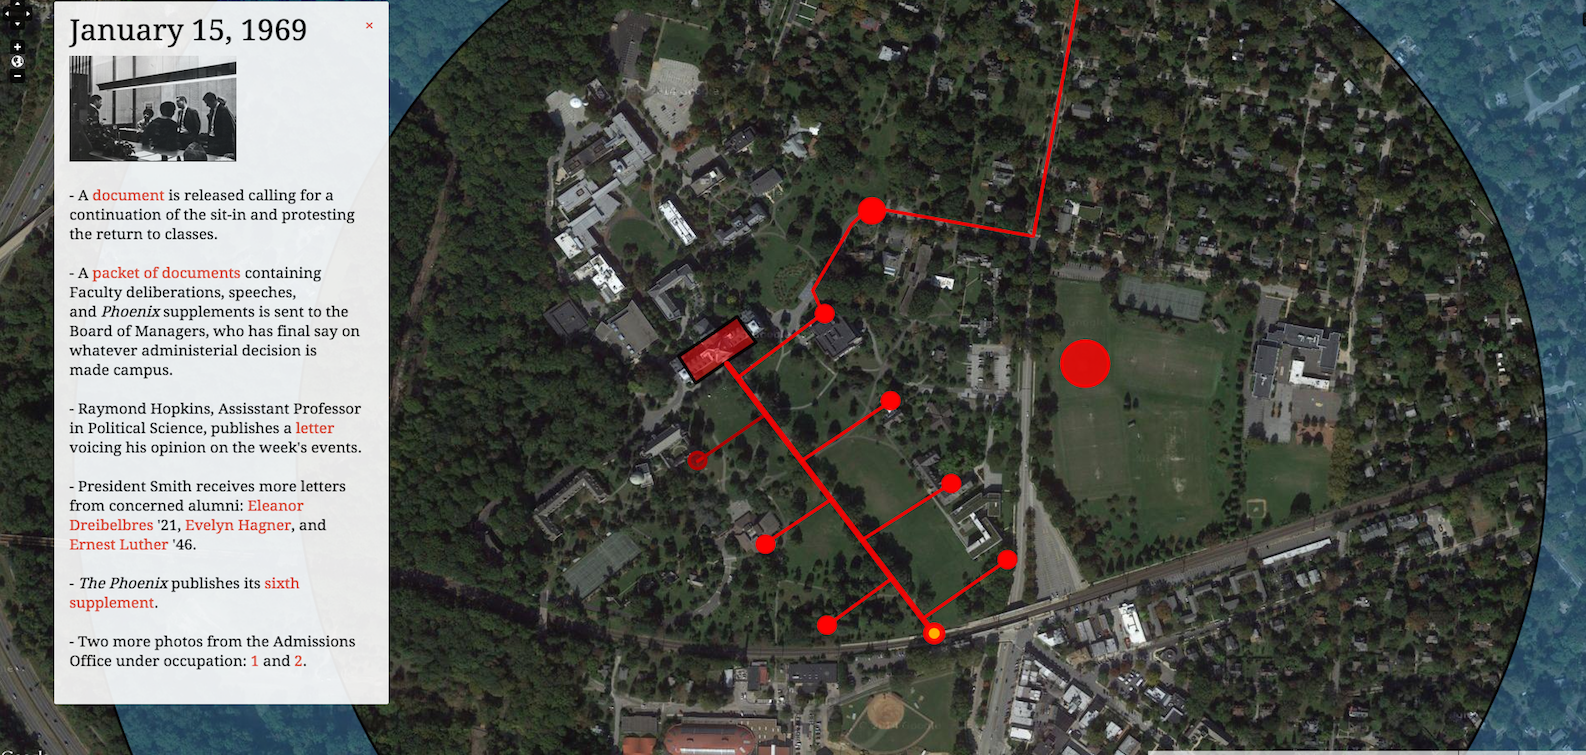 January 15, 1969
×
- A document is released calling for a
continuation of the sit-in and protesting
the return to classes.
- A packet of documents containing
Faculty deliberations, speeches,
and Phoenix supplements is sent to the
Board of Managers, who has final say on
whatever administerial decision is
made campus.
- Raymond Hopkins, Assisstant Professor
in Political Science, publishes a letter
voicing his opinion on the week's events.
- President Smith receives more letters
from concerned alumni: Eleanor
Dreibelbres '21, Evelyn Hagner, and
Ernest Luther '46.
- The Phoenix publishes its sixth
supplement.
- Two more photos from the Admissions
Office under occupation: 1 and 2.